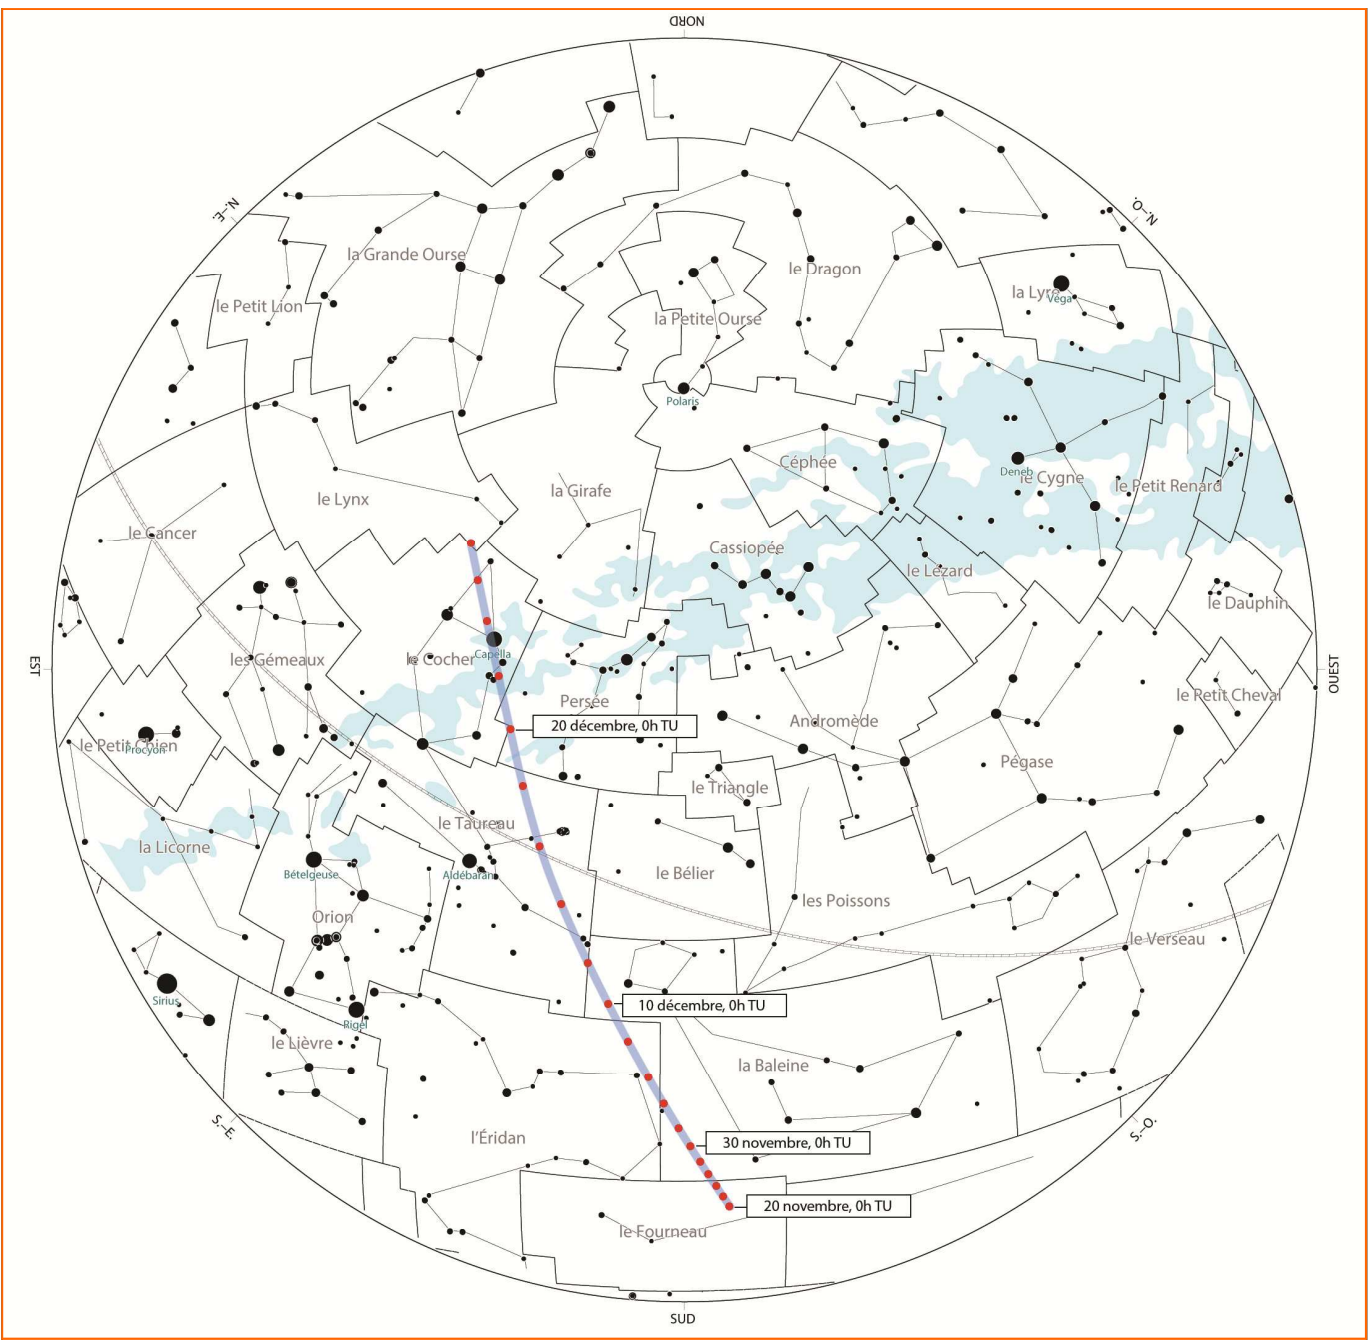 NORD
N.-E.
N.-O.
la Grande Ourse
le Dragon
le Petit Lion
la Lyre
Véga
la Petite Ourse
Polaris
Céphée
Deneb
le Cygne
le Petit Renard
la Girafe
le Lynx
le Cancer
Cassiopée
le Lézard
le Dauphin
les Gémeaux
le Cocher
Capella
EST
OUEST
Persée
Andromède
le Petit Cheval
20 décembre, 0h TU
le Petit Chien
Procyon
Pégase
le Triangle
le Taureau
la Licorne
Bételgeuse
Aldébaran
le Bélier
les Poissons
Orion
le Verseau
Sirius
10 décembre, 0h TU
Rigel
le Lièvre
la Baleine
S.-E.
S.-O.
l'Éridan
30 novembre, 0h TU
20 novembre, 0h TU
le Fourneau
SUD